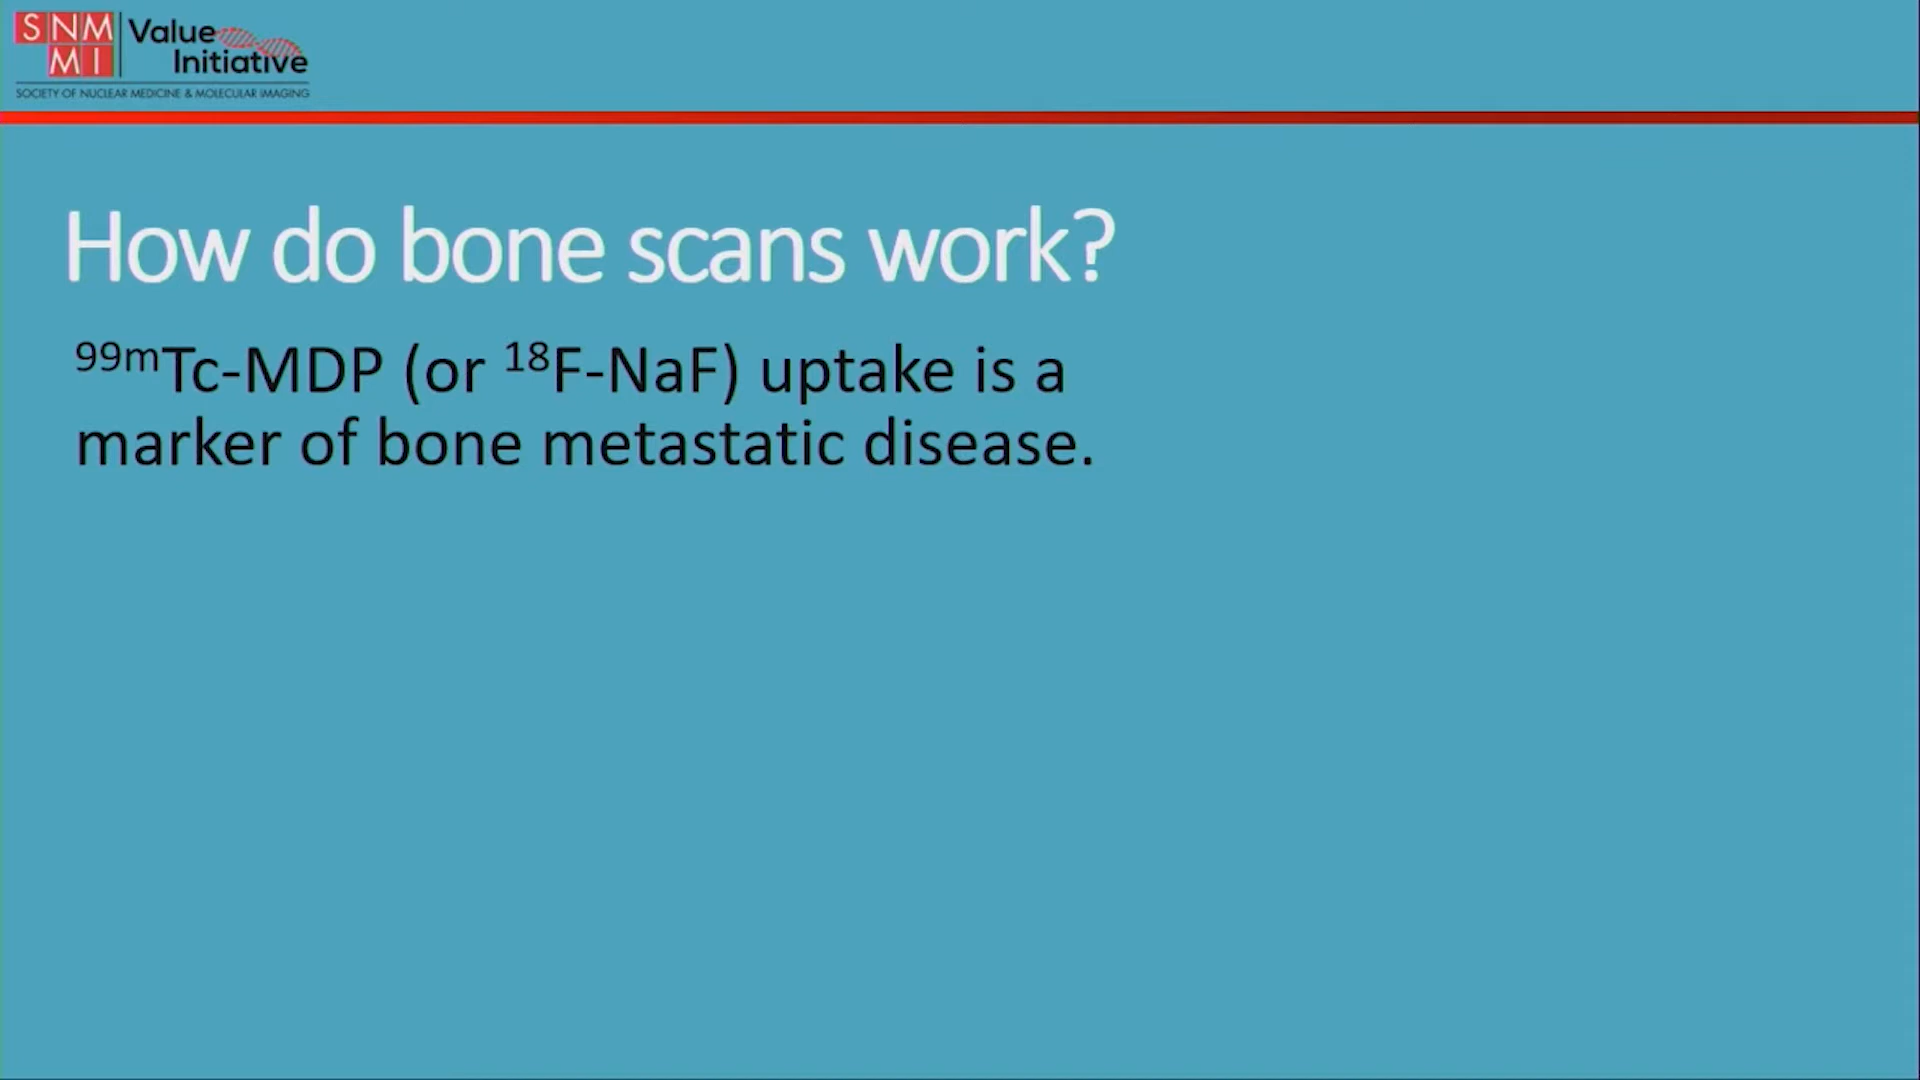 SNM
MI
Value
Initiative
SOCIETY OF NUCLEAR MEDICINE & MOLECULAR IMAGING
How do bone scans work?
⁹⁹ᵐTc-MDP (or ¹⁸F-NaF) uptake is a
marker of bone metastatic disease.